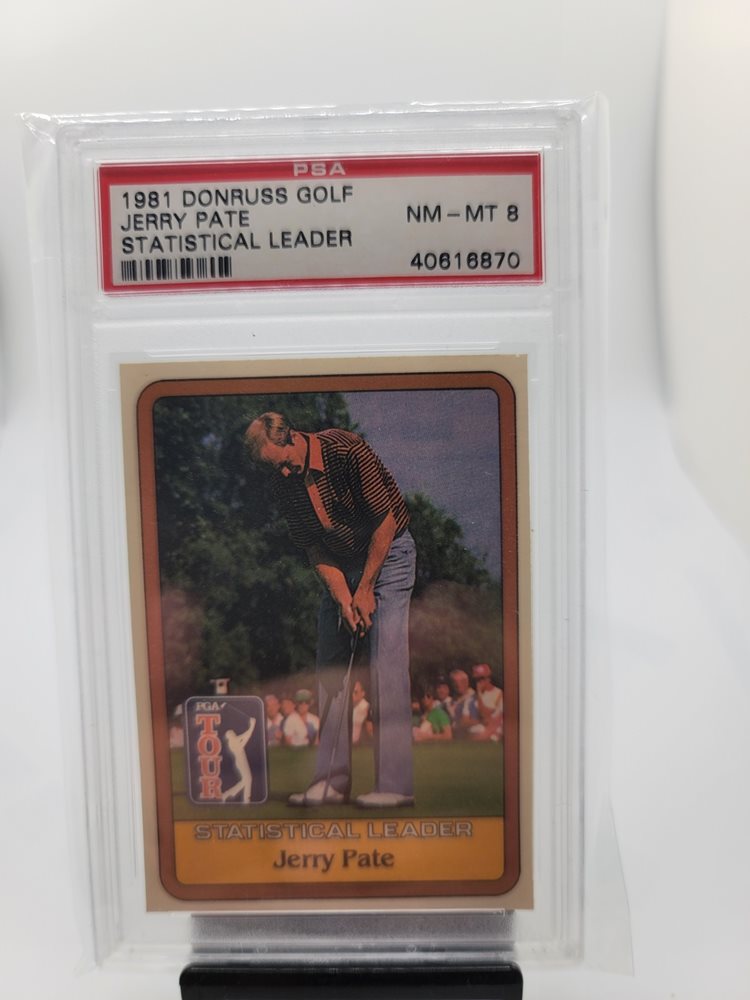 PSA
1981 DONRUSS GOLF
JERRY PATE
NM - MT 8
STATISTICAL LEADER
40616870
PGA
TOUR
STATISTICAL LEADER
Jerry Pate